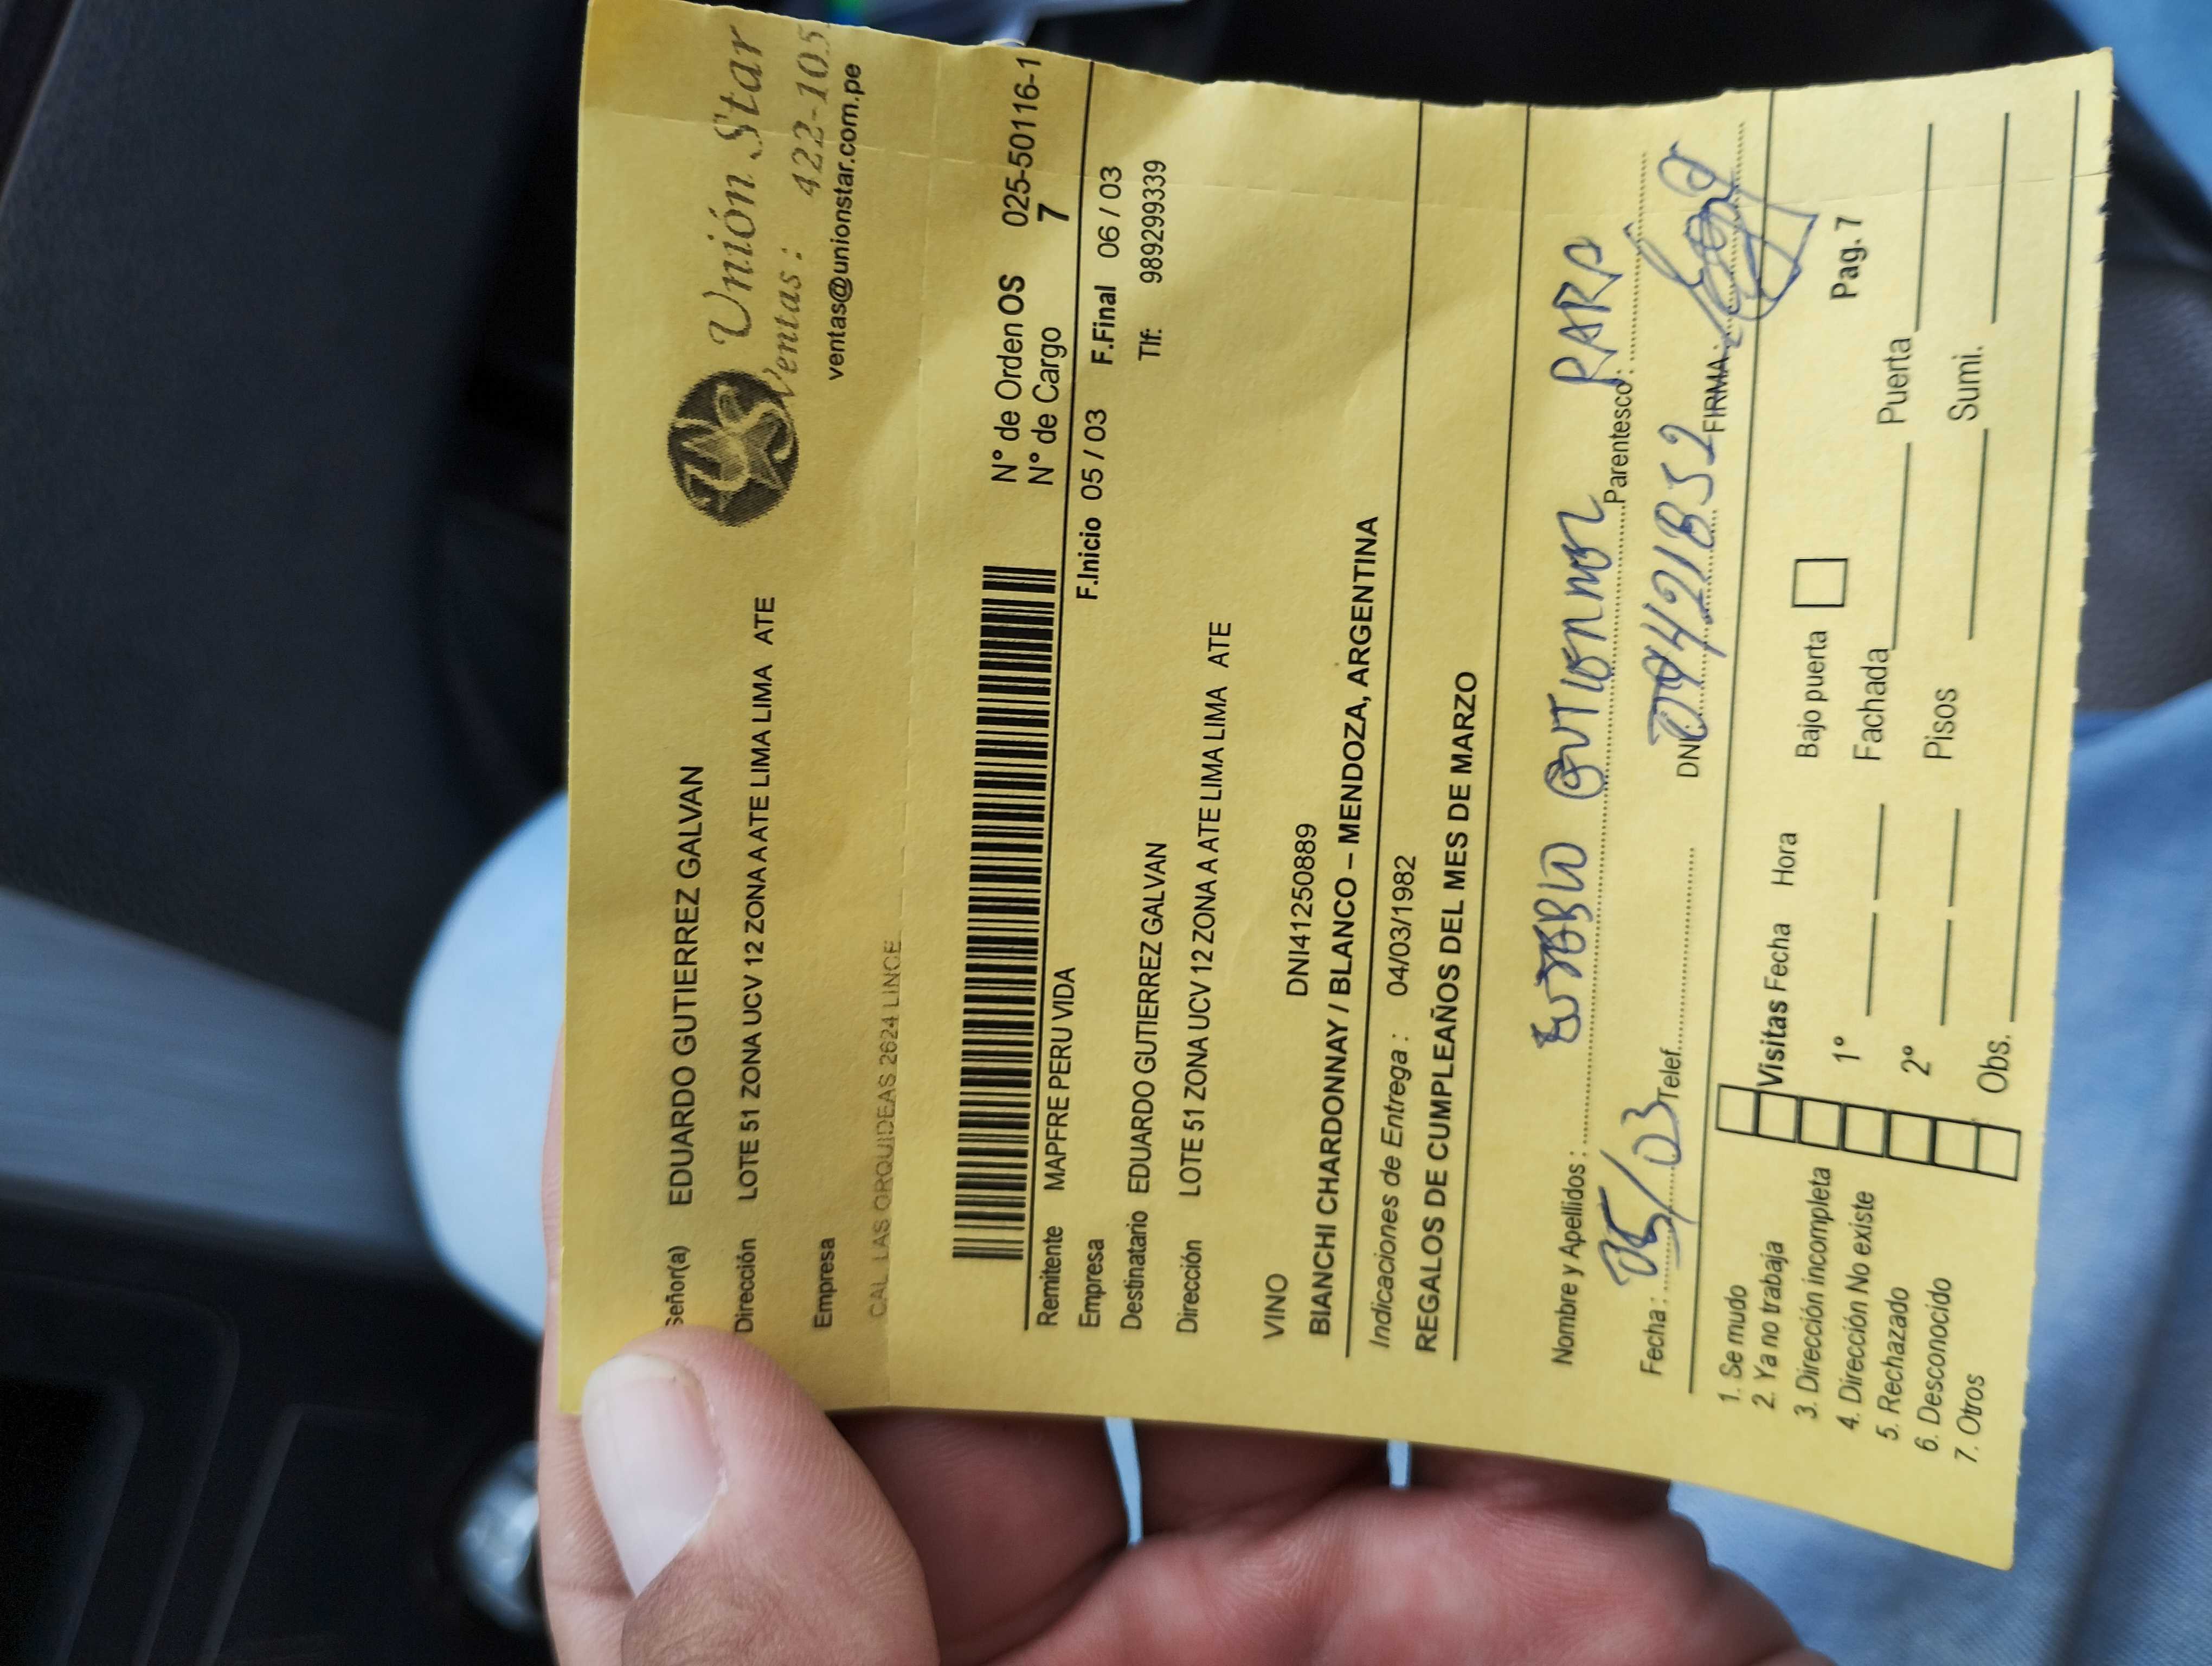 Señor(a) EDUARDO GUTIERREZ GALVAN
Dirección LOTE 51 ZONA UCV 12 ZONA A ATE LIMA LIMA ATE
Empresa
CAL LAS ORQUIDEAS 2624 LINCE
Unión Star
Ventas: 422-105
ventas@unionstar.com.pe
N° de Orden OS 025-50116-1
N° de Cargo 7
F.Inicio 05 / 03 F.Final 06 / 03
Remitente MAPFRE PERU VIDA
Empresa
Tlf: 989299339
Destinatario EDUARDO GUTIERREZ GALVAN
Dirección LOTE 51 ZONA UCV 12 ZONA A ATE LIMA LIMA ATE
VINO DNI41250889
BIANCHI CHARDONNAY / BLANCO – MENDOZA, ARGENTINA
Indicaciones de Entrega : 04/03/1982
REGALOS DE CUMPLEAÑOS DEL MES DE MARZO
Nombre y Apellidos : Parentesco :
Fecha : 05/03 Telef. DNI FIRMA :
1. Se mudo
2. Ya no trabaja
3. Dirección incompleta
4. Dirección No existe
5. Rechazado
6. Desconocido
7. Otros
Visitas Fecha Hora Bajo puerta Pag. 7
1° Fachada Puerta
2° Pisos Sumi.
Obs.